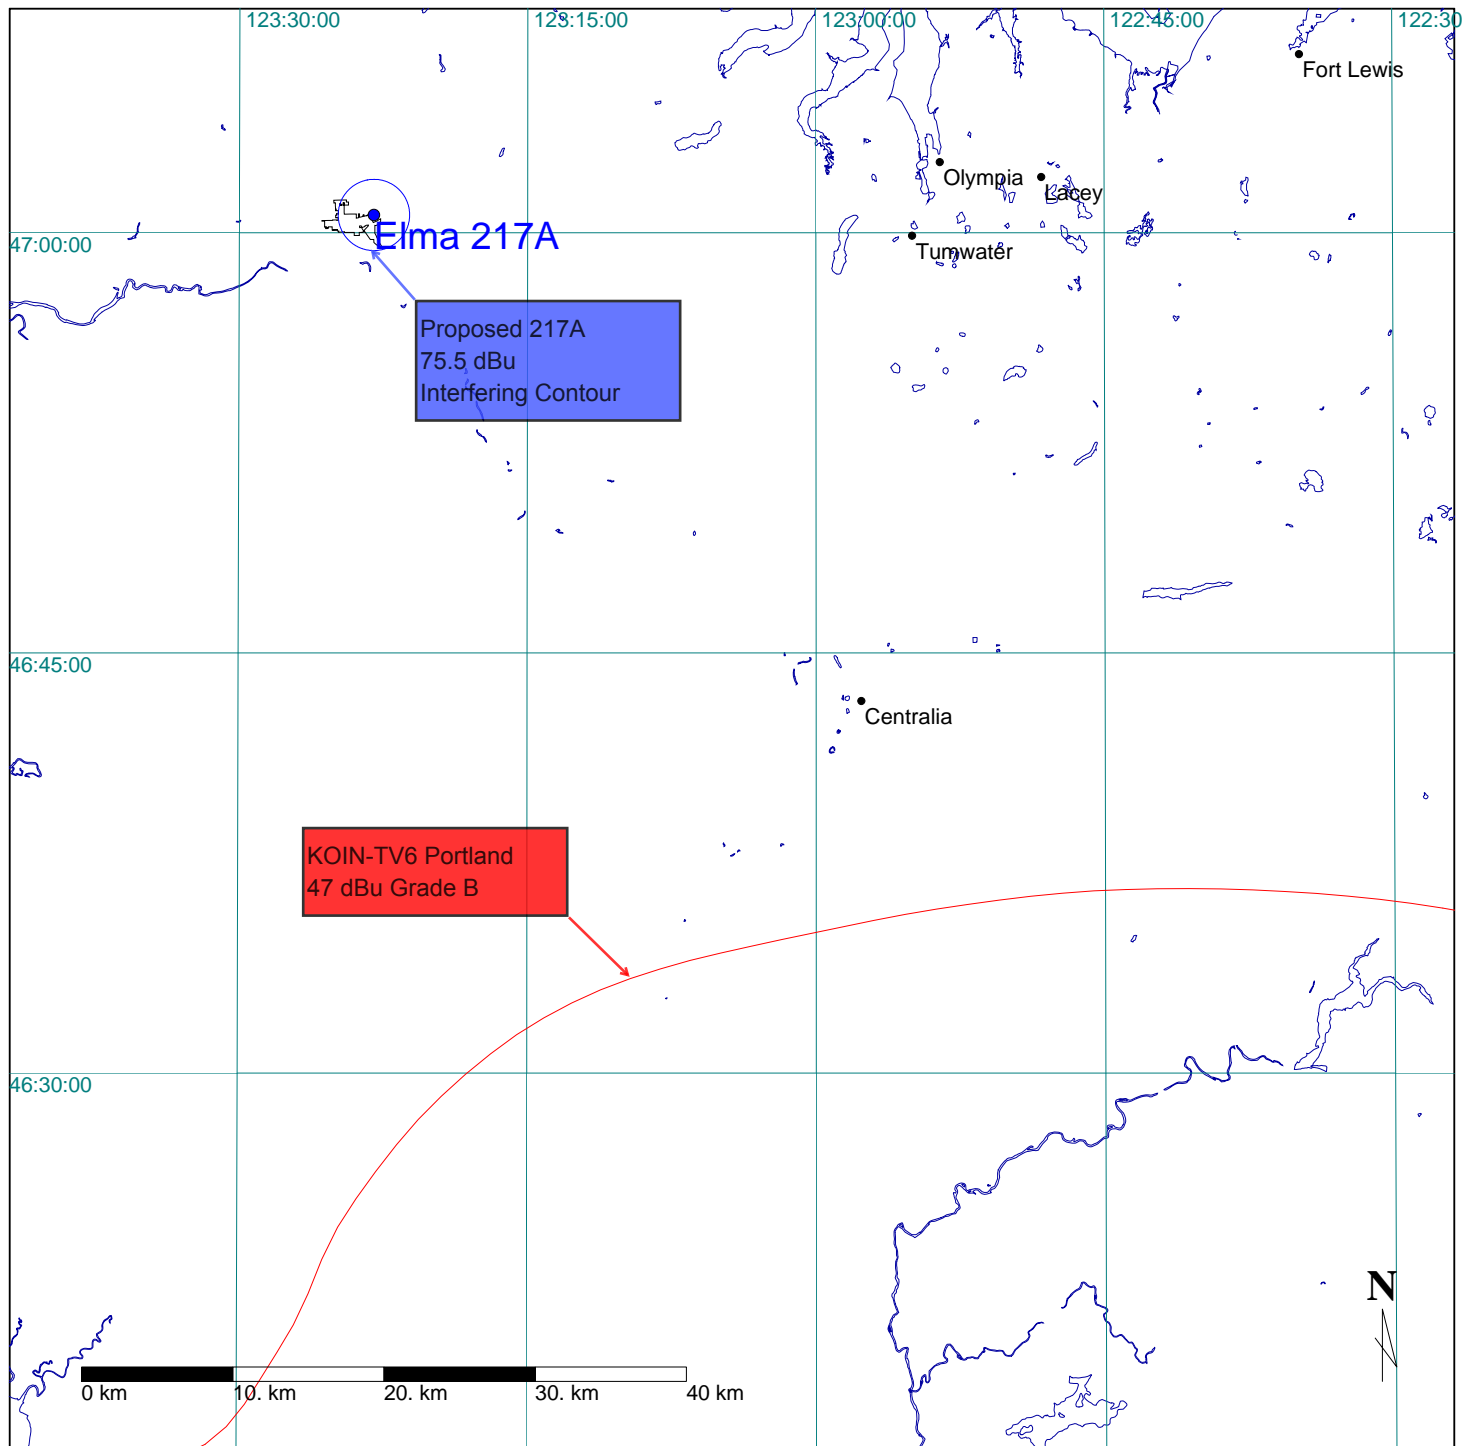 123:30:00
123:15:00
123:00:00
122:45:00
122:30
Fort Lewis
Olympia
Lacey
Elma 217A
47:00:00
Tumwater
Proposed 217A
75.5 dBu
Interfering Contour
46:45:00
Centralia
KOIN-TV6 Portland
47 dBu Grade B
46:30:00
N
0 km 10. km 20. km 30. km 40 km